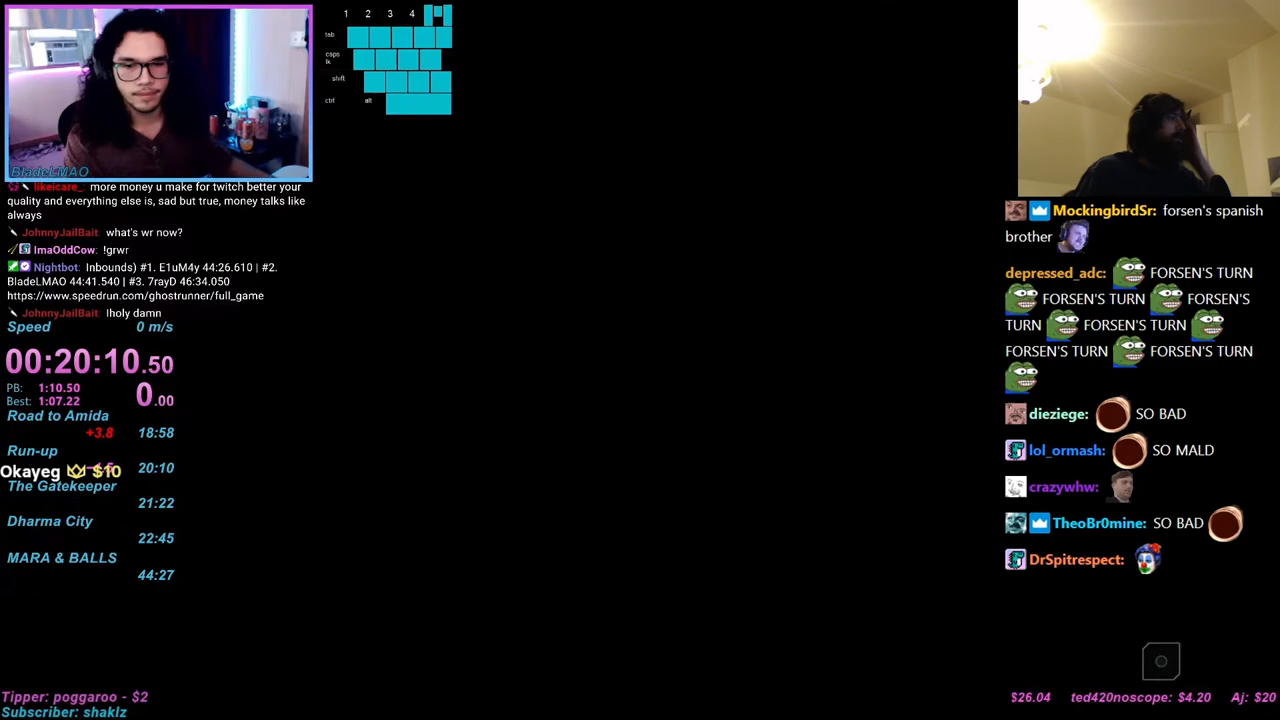 1 2 3 4
tab
caps
lk
shift
ctrl alt
BladeLMAO
likeicare_: more money u make for twitch better your
quality and everything else is, sad but true, money talks like
always
JohnnyJailBait: what's wr now?
ImaOddCow: !grwr
Nightbot: Inbounds) #1. E1uM4y 44:26.610 | #2.
BladeLMAO 44:41.540 | #3. 7rayD 46:34.050
https://www.speedrun.com/ghostrunner/full_game
JohnnyJailBait: lholy damn
Speed 0 m/s
00:20:10.50
PB: 1:10.50
Best: 1:07.22
0.00
Road to Amida
+3.8 18:58
Run-up
20:10
Okayeg $10
The Gatekeeper
21:22
Dharma City
22:45
MARA & BALLS
44:27
Tipper: poggaroo - $2
Subscriber: shaklz
MockingbirdSr: forsen's spanish
brother
depressed_adc: FORSEN'S TURN
FORSEN'S TURN FORSEN'S
TURN FORSEN'S TURN
FORSEN'S TURN FORSEN'S TURN
dieziege: SO BAD
lol_ormash: SO MALD
crazywhw:
TheoBr0mine: SO BAD
DrSpitrespect:
$26.04 ted420noscope: $4.20 Aj: $20